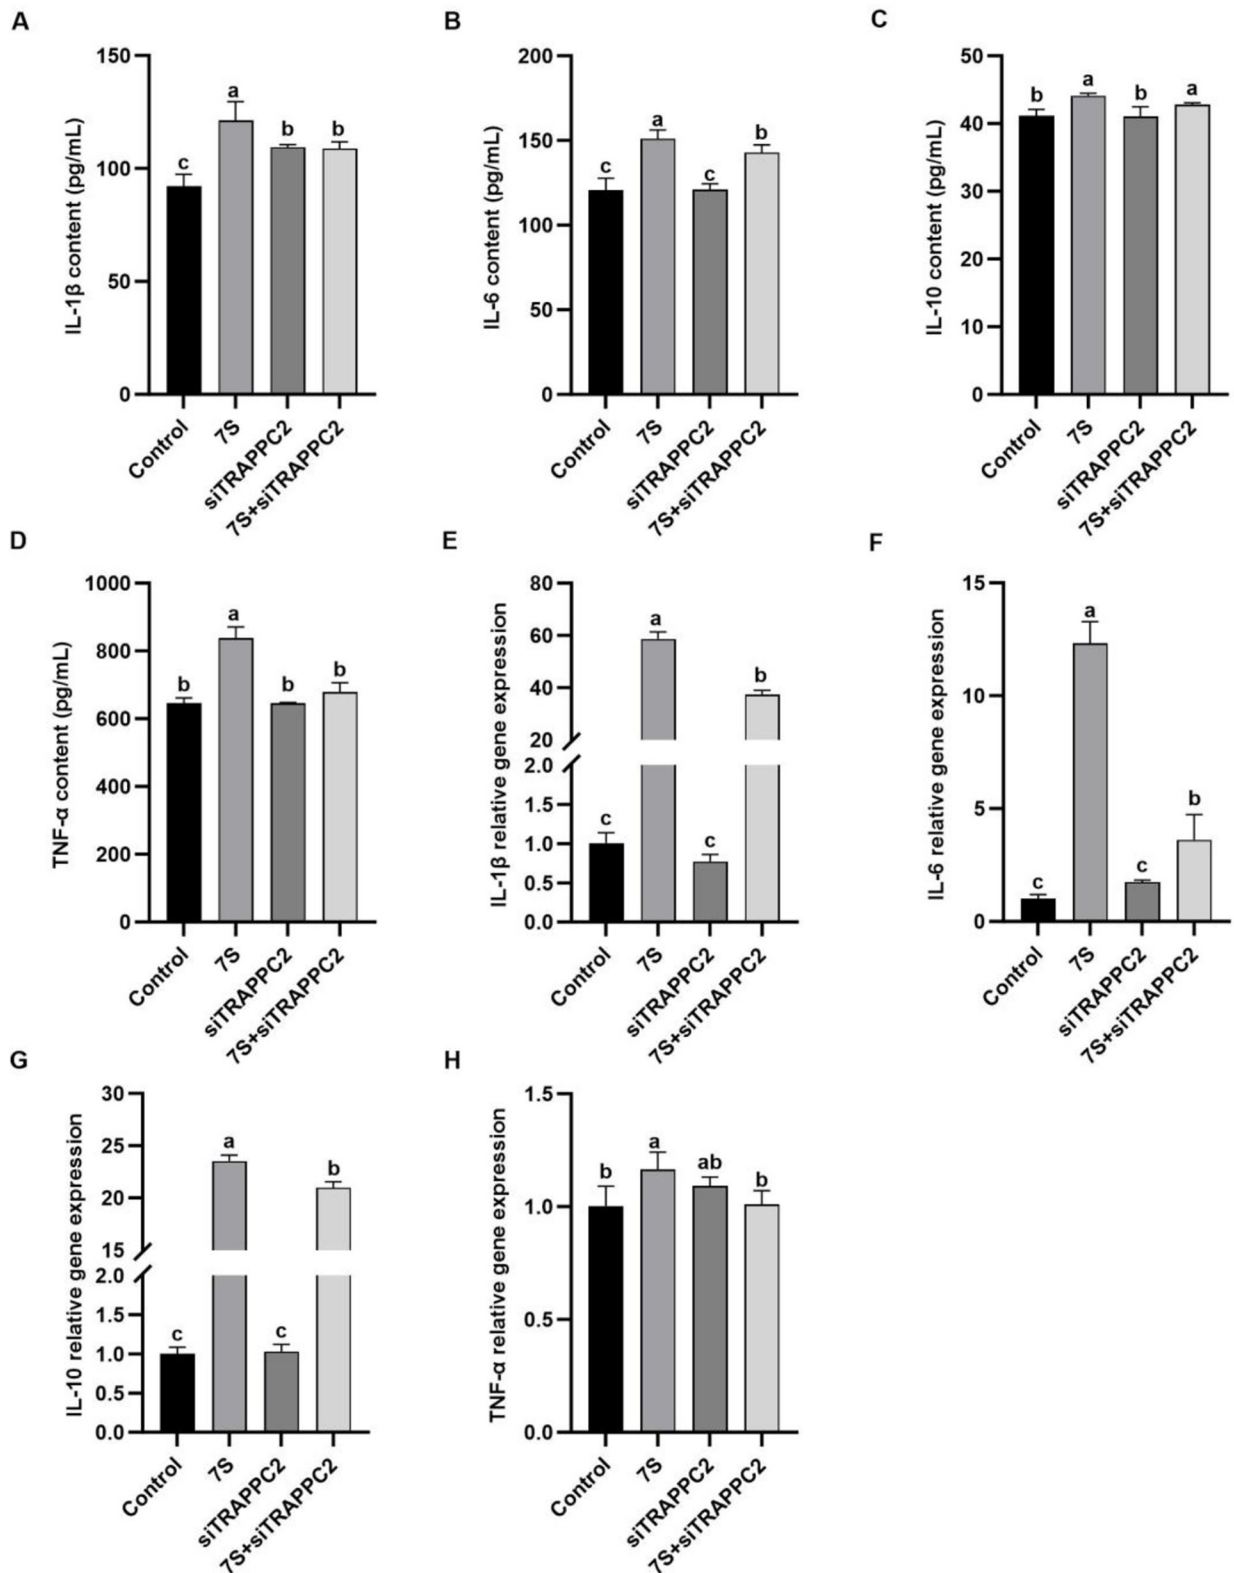 A
IL-1β content (pg/mL)
150
100
50
0
c
a
b
b
Control
7S
siTRAPPC2
7S+siTRAPPC2
B
IL-6 content (pg/mL)
200
150
100
50
0
c
a
c
b
Control
7S
siTRAPPC2
7S+siTRAPPC2
C
IL-10 content (pg/mL)
50
40
30
20
10
0
b
a
b
a
Control
7S
siTRAPPC2
7S+siTRAPPC2
D
TNF-α content (pg/mL)
1000
800
600
400
200
0
b
a
b
b
Control
7S
siTRAPPC2
7S+siTRAPPC2
E
IL-1β relative gene expression
80
60
40
20
2.0
1.5
1.0
0.5
0.0
c
a
c
b
Control
7S
siTRAPPC2
7S+siTRAPPC2
F
IL-6 relative gene expression
15
10
5
0
c
a
c
b
Control
7S
siTRAPPC2
7S+siTRAPPC2
G
IL-10 relative gene expression
30
25
20
15
2.0
1.5
1.0
0.5
0.0
c
a
c
b
Control
7S
siTRAPPC2
7S+siTRAPPC2
H
TNF-α relative gene expression
1.5
1.0
0.5
0.0
b
a
ab
b
Control
7S
siTRAPPC2
7S+siTRAPPC2